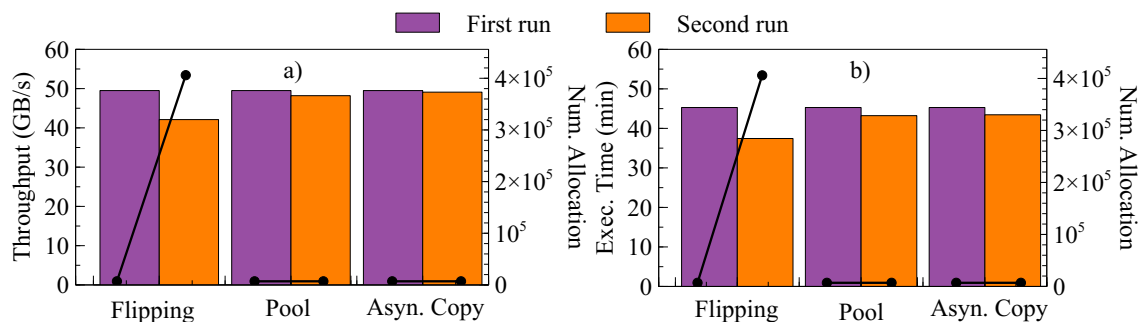 First run Second run
a)
Throughput (GB/s)
60
50
40
30
20
10
0
4×10⁵
3×10⁵
2×10⁵
10⁵
0
Num. Allocation
Flipping Pool Asyn. Copy
b)
Exec. Time (min)
60
50
40
30
20
10
0
4×10⁵
3×10⁵
2×10⁵
10⁵
0
Num. Allocation
Flipping Pool Asyn. Copy